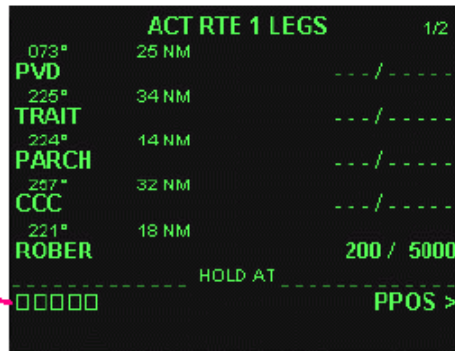 ACT RTE 1 LEGS 1/2
073° 25 NM
PVD ---/-----
225° 34 NM
TRAIT ---/-----
224° 14 NM
PARCH ---/-----
267° 32 NM
CCC ---/-----
221° 18 NM
ROBER 200 / 5000
HOLD AT
□□□□□ PPOS >